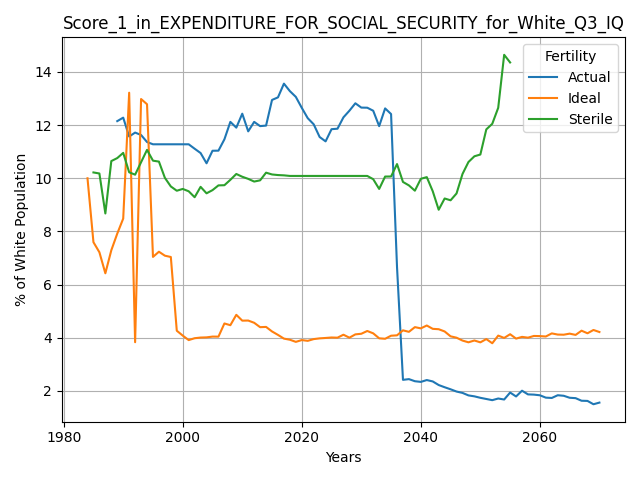 Score_1_in_EXPENDITURE_FOR_SOCIAL_SECURITY_for_White_Q3_IQ
% of White Population
14
12
10
8
6
4
2
Fertility
Actual
Ideal
Sterile
1980
2000
2020
2040
2060
Years